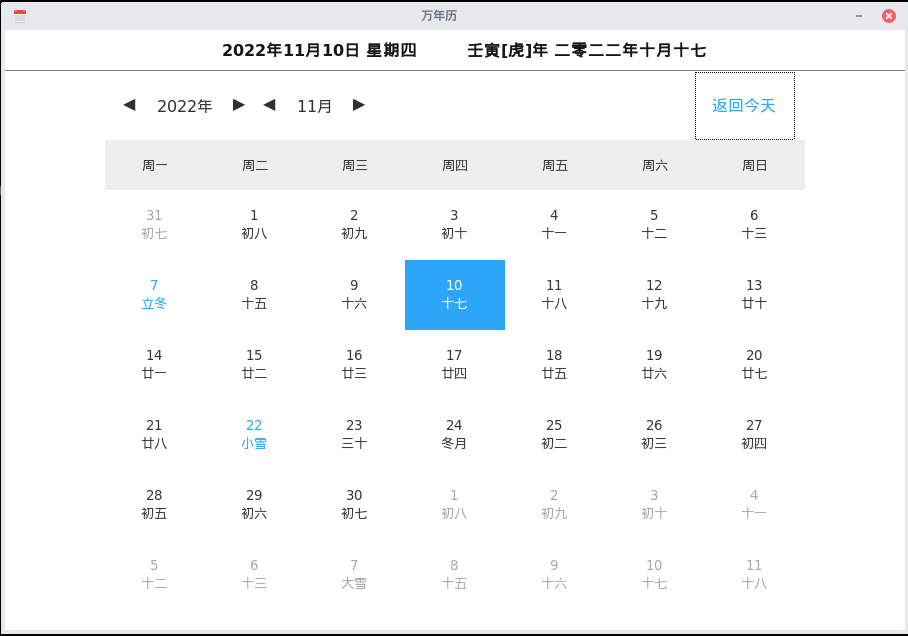 万年历
2022年11月10日 星期四 壬寅[虎]年 二零二二年十月十七
2022年 11月 返回今天
周一 周二 周三 周四 周五 周六 周日
31 1 2 3 4 5 6
初七 初八 初九 初十 十一 十二 十三
7 8 9 10 11 12 13
立冬 十五 十六 十七 十八 十九 廿十
14 15 16 17 18 19 20
廿一 廿二 廿三 廿四 廿五 廿六 廿七
21 22 23 24 25 26 27
廿八 小雪 三十 冬月 初二 初三 初四
28 29 30 1 2 3 4
初五 初六 初七 初八 初九 初十 十一
5 6 7 8 9 10 11
十二 十三 大雪 十五 十六 十七 十八